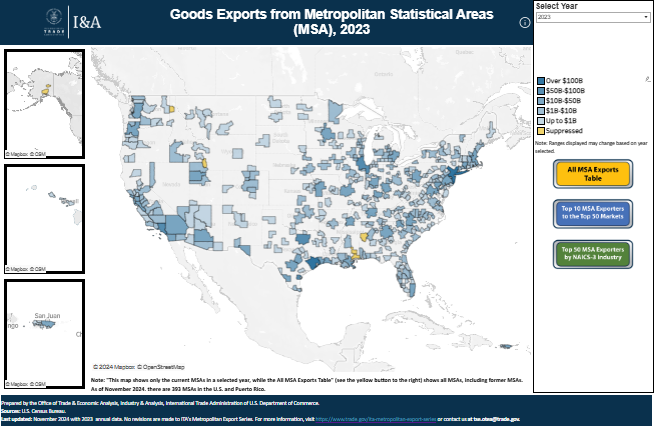 INTERNATIONAL
TRADE
ADMINISTRATION
I&A
Goods Exports from Metropolitan Statistical Areas
(MSA), 2023
Select Year
2023
Over $100B
$50B-$100B
$10B-$50B
$1B-$10B
Up to $1B
Suppressed
Note: Ranges displayed may change based on year
selected.
All MSA Exports
Table
Top 10 MSA Exporters
to the Top 50 Markets
Top 50 MSA Exporters
by NAICS-3 Industry
© Mapbox © OSM
© Mapbox © OSM
San Juan
© Mapbox © OSM
© 2024 Mapbox © OpenStreetMap
Note: "This map shows only the current MSAs in a selected year, while the All MSA Exports Table" (see the yellow button to the right) shows all MSAs, including former MSAs.
As of November 2024, there are 393 MSAs in the U.S. and Puerto Rico.
Prepared by the Office of Trade & Economic Analysis, Industry & Analysis, International Trade Administration, U.S. Department of Commerce.
Sources: U.S. Census Bureau.
Last updated: November 2024 with 2023 annual data. No revisions are made to ITA's Metropolitan Export Series. For more information, visit https://www.trade.gov/ita-metropolitan-export-series or contact us at tse.otea@trade.gov.